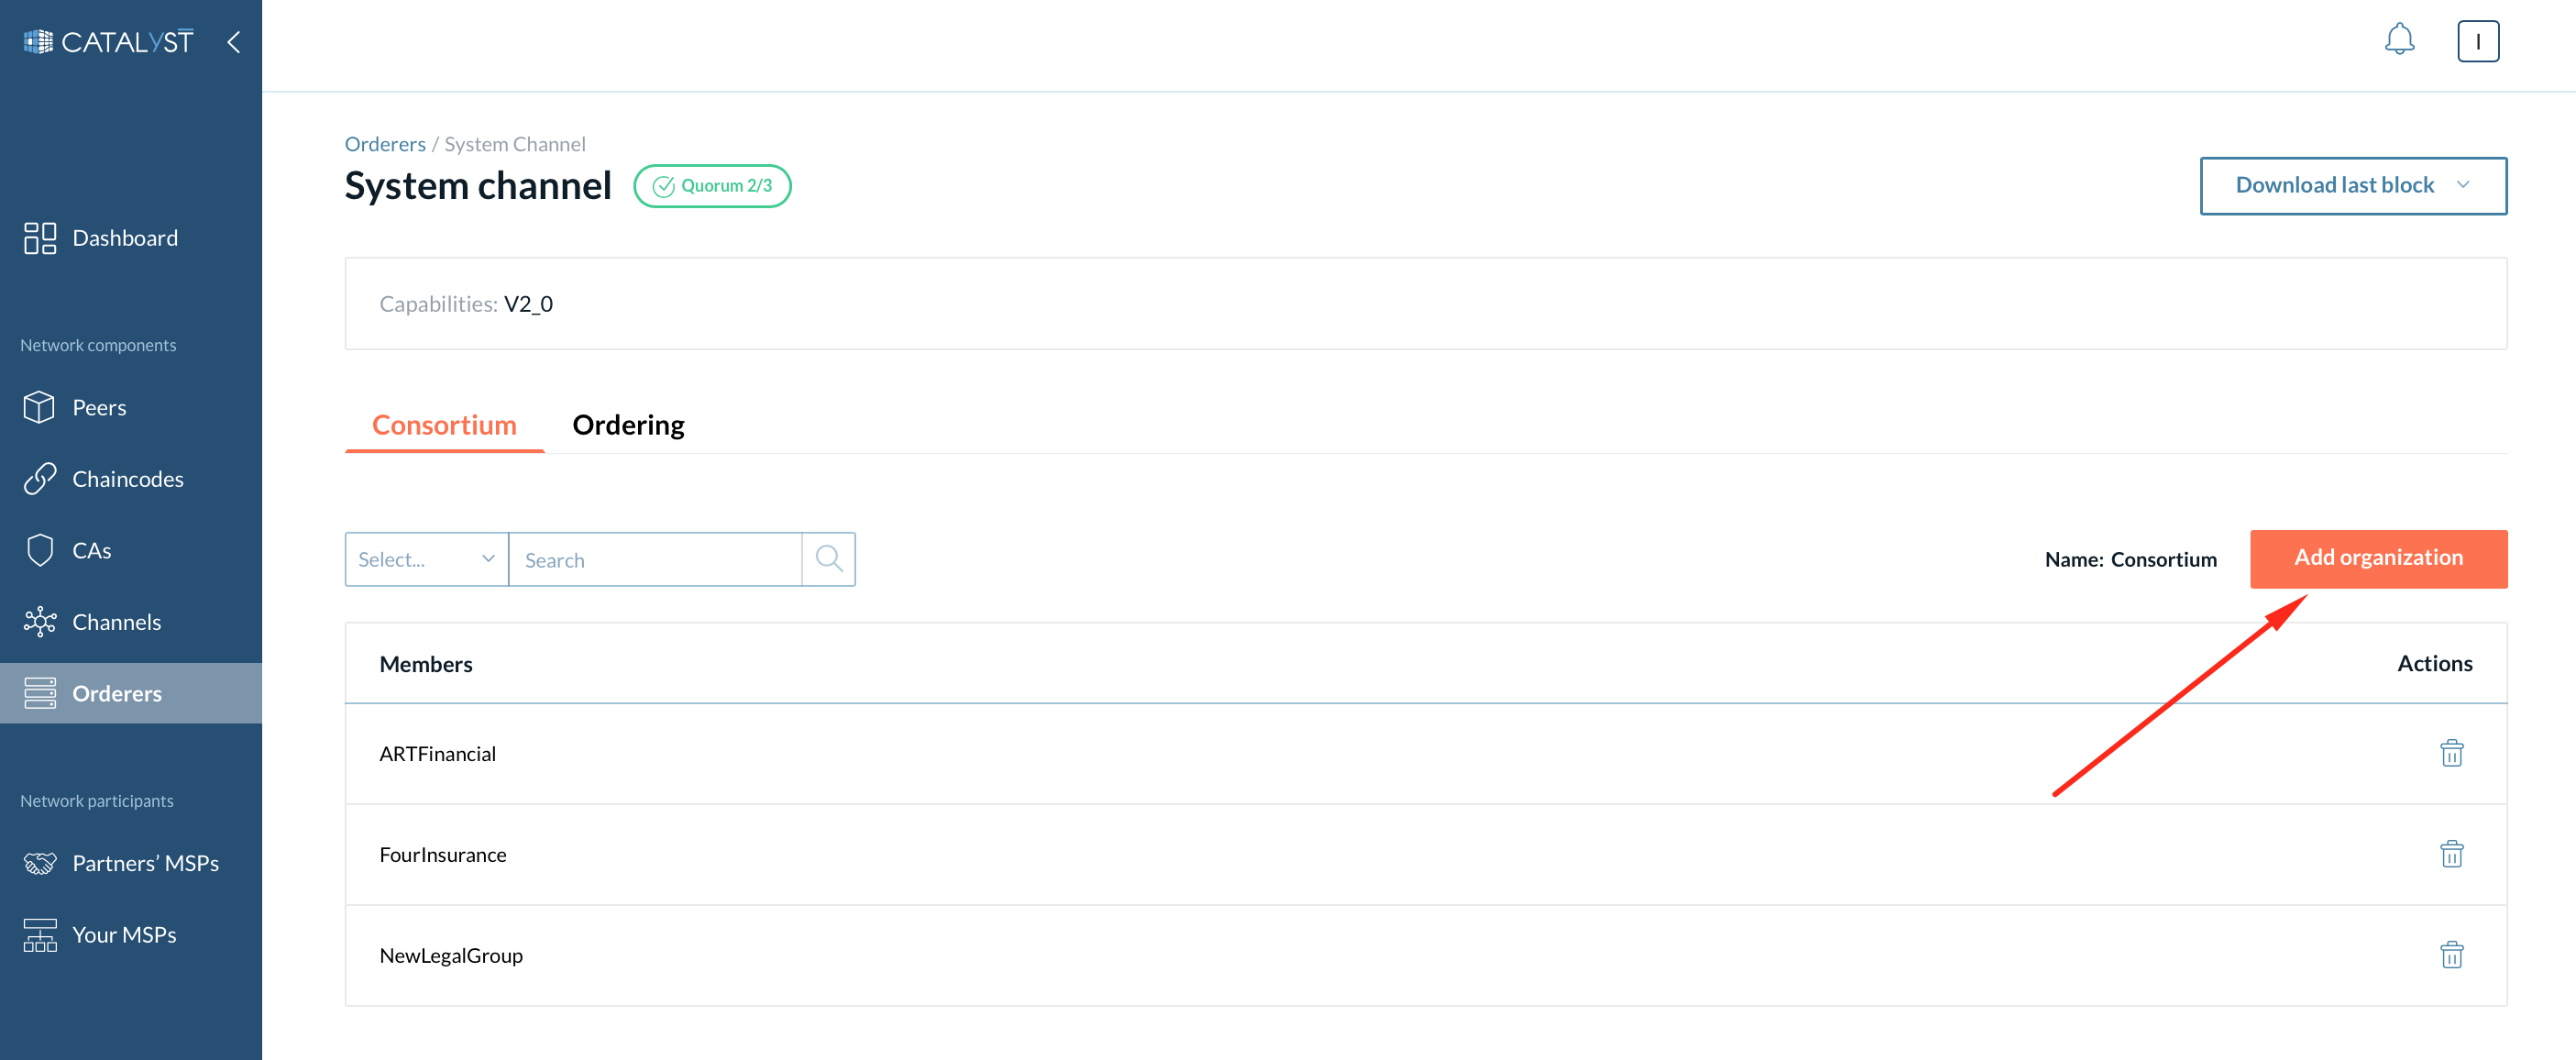 CATALYST
I
Dashboard
Network components
Peers
Chaincodes
CAs
Channels
Orderers
Network participants
Partners’ MSPs
Your MSPs
Orderers / System Channel
System channel
Quorum 2/3
Download last block
Capabilities: V2_0
Consortium
Ordering
Select...
Search
Name: Consortium
Add organization
Members
Actions
ARTFinancial
FourInsurance
NewLegalGroup